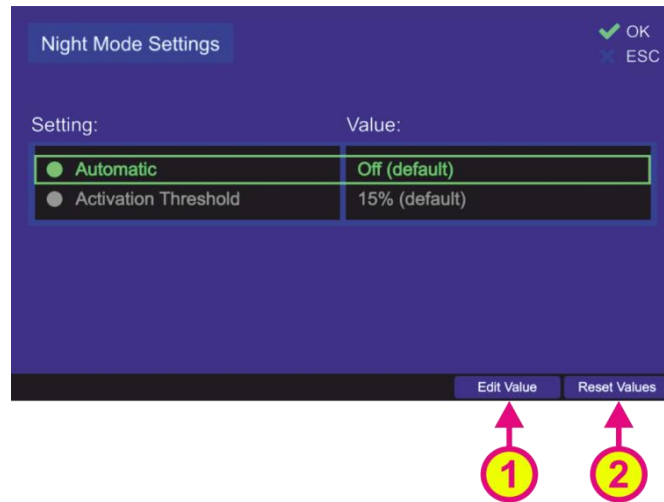 Night Mode Settings
OK
ESC
Setting:
Value:
Automatic
Off (default)
Activation Threshold
15% (default)
Edit Value
Reset Values
1
2